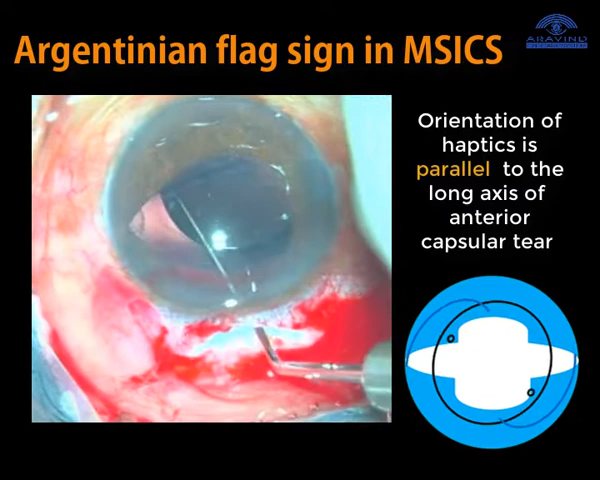 Argentinian flag sign in MSICS
ARAVIND
Orientation of
haptics is
parallel to the
long axis of
anterior
capsular tear